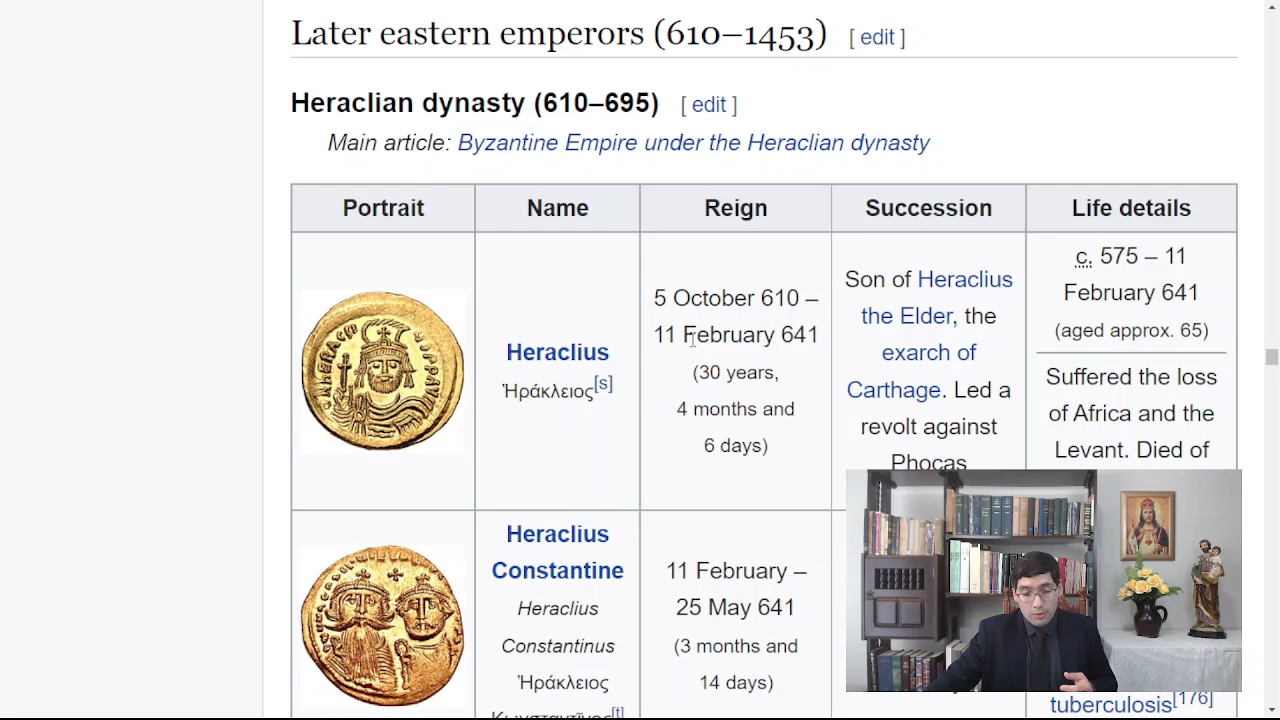 Later eastern emperors (610–1453) [ edit ]
Heraclian dynasty (610–695) [ edit ]
Main article: Byzantine Empire under the Heraclian dynasty
Portrait
Name
Reign
Succession
Life details
Heraclius
Ἡράκλειος[s]
5 October 610 –
11 February 641
(30 years,
4 months and
6 days)
Son of Heraclius
the Elder, the
exarch of
Carthage. Led a
revolt against
Phocas
c. 575 – 11
February 641
(aged approx. 65)
Suffered the loss
of Africa and the
Levant. Died of
Heraclius
Constantine
Heraclius
Constantinus
Ἡράκλειος
Κωνσταντῖνος[t]
11 February –
25 May 641
(3 months and
14 days)
tuberculosis[176]